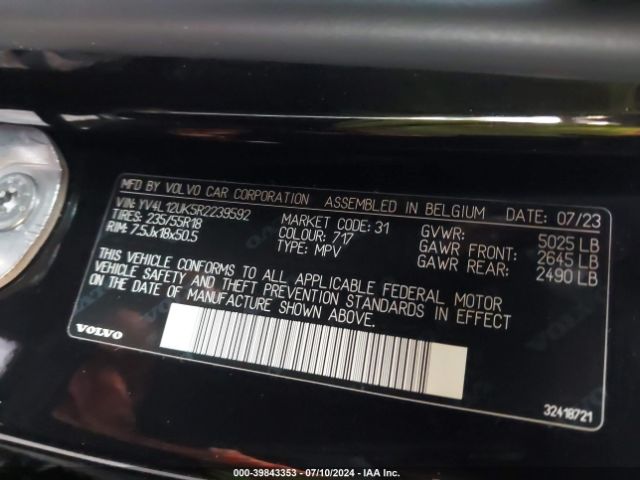 MFD BY VOLVO CAR CORPORATION ASSEMBLED IN BELGIUM DATE: 07/23
VIN: YV4L12UK5R2239592 MARKET CODE: 31 GVWR: 5025 LB
TIRES: 235/55R18 COLOUR: 717 GAWR FRONT: 2645 LB
RIM: 7.5Jx18x50.5 TYPE: MPV GAWR REAR: 2490 LB
THIS VEHICLE CONFORMS TO ALL APPLICABLE FEDERAL MOTOR
VEHICLE SAFETY AND THEFT PREVENTION STANDARDS IN EFFECT
ON THE DATE OF MANUFACTURE SHOWN ABOVE.
VOLVO
32418721
000-39843353 - 07/10/2024 - IAA Inc.